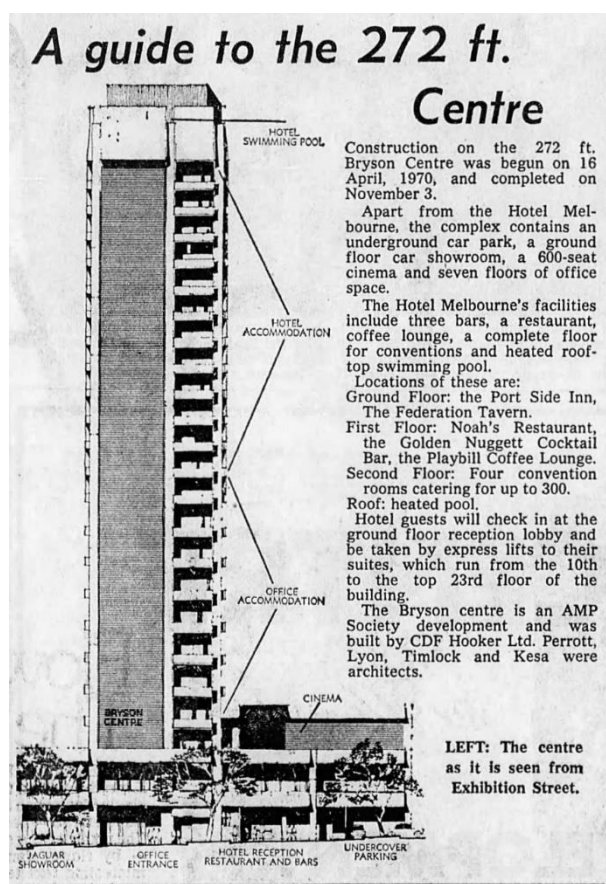 A guide to the 272 ft.
Centre
HOTEL
SWIMMING POOL
HOTEL
ACCOMMODATION
OFFICE
ACCOMMODATION
CINEMA
BRYSON
CENTRE
JAGUAR
SHOWROOM
OFFICE
ENTRANCE
HOTEL RECEPTION
RESTAURANT AND BARS
UNDERCOVER
PARKING
Construction on the 272 ft.
Bryson Centre was begun on 16
April, 1970, and completed on
November 3.
Apart from the Hotel Mel-
bourne, the complex contains an
underground car park, a ground
floor car showroom, a 600-seat
cinema and seven floors of office
space.
The Hotel Melbourne's facilities
include three bars, a restaurant,
coffee lounge, a complete floor
for conventions and heated roof-
top swimming pool.
Locations of these are:
Ground Floor: the Port Side Inn,
The Federation Tavern.
First Floor: Noah's Restaurant,
the Golden Nuggett Cocktail
Bar, the Playbill Coffee Lounge.
Second Floor: Four convention
rooms catering for up to 300.
Roof: heated pool.
Hotel guests will check in at the
ground floor reception lobby and
be taken by express lifts to their
suites, which run from the 10th
to the top 23rd floor of the
building.
The Bryson centre is an AMP
Society development and was
built by CDF Hooker Ltd. Perrott,
Lyon, Timlock and Kesa were
architects.
LEFT: The centre
as it is seen from
Exhibition Street.